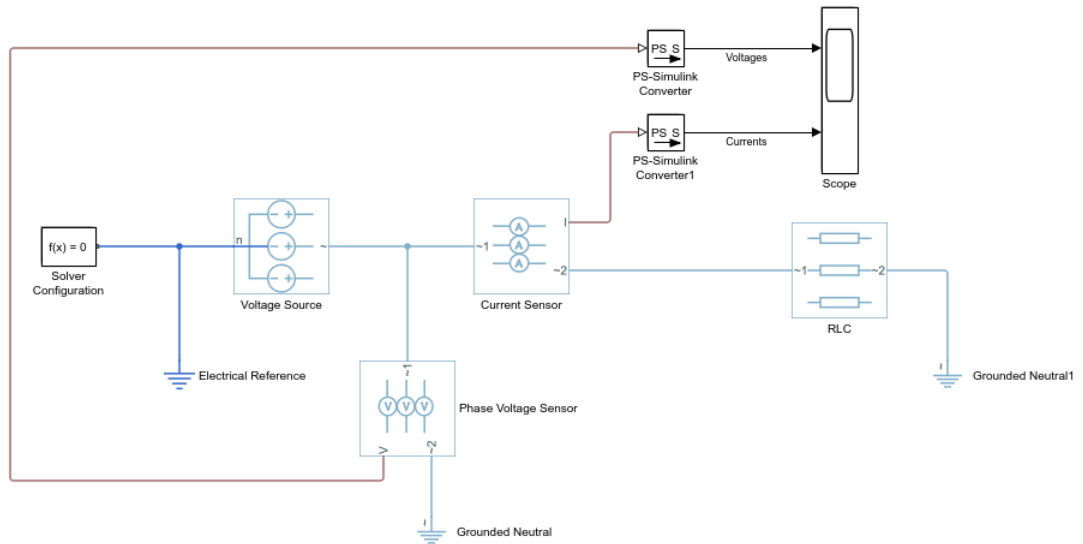 PS S
Voltages
PS-Simulink
Converter
PS S
Currents
PS-Simulink
Converter1
Scope
f(x) = 0
Solver
Configuration
n
~
Voltage Source
~1
I
~2
Current Sensor
~1
~2
RLC
Electrical Reference
~1
V
~2
Phase Voltage Sensor
~
Grounded Neutral1
~
Grounded Neutral